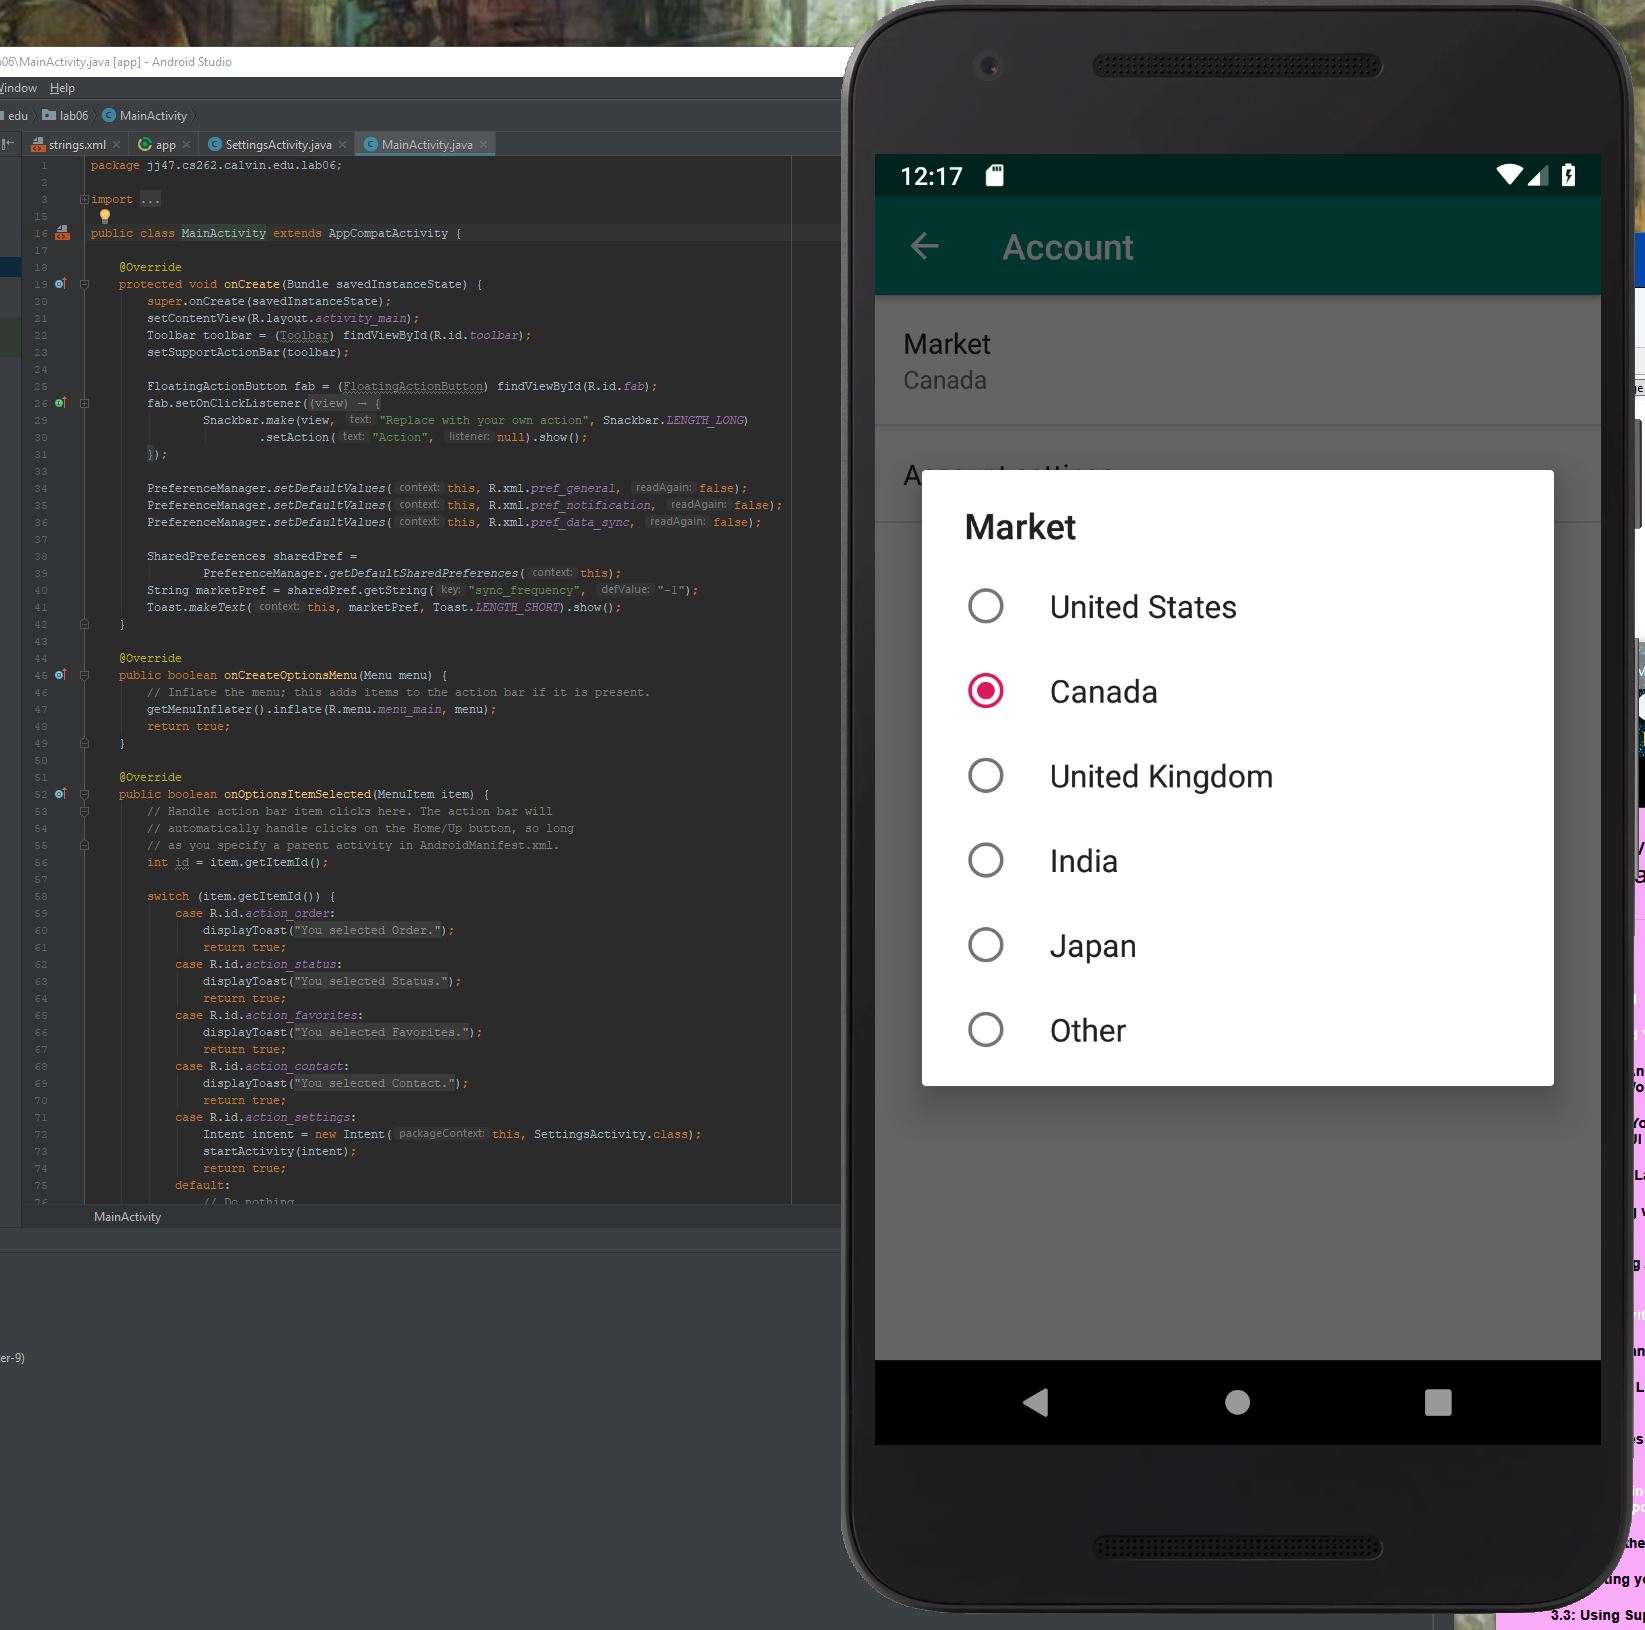 06\MainActivity.java [app] - Android Studio
Window Help
edu lab06 MainActivity
strings.xml app SettingsActivity.java MainActivity.java
1 package jj47.cs262.calvin.edu.lab06;
2
3 import ...
15
16 public class MainActivity extends AppCompatActivity {
17
18 @Override
19 protected void onCreate(Bundle savedInstanceState) {
20 super.onCreate(savedInstanceState);
21 setContentView(R.layout.activity_main);
22 Toolbar toolbar = (Toolbar) findViewById(R.id.toolbar);
23 setSupportActionBar(toolbar);
24
25 FloatingActionButton fab = (FloatingActionButton) findViewById(R.id.fab);
26 fab.setOnClickListener((view) → {
29 Snackbar.make(view, text: "Replace with your own action", Snackbar.LENGTH_LONG)
30 .setAction(text: "Action", listener: null).show();
31 });
33
34 PreferenceManager.setDefaultValues(context: this, R.xml.pref_general, readAgain: false);
35 PreferenceManager.setDefaultValues(context: this, R.xml.pref_notification, readAgain: false);
36 PreferenceManager.setDefaultValues(context: this, R.xml.pref_data_sync, readAgain: false);
37
38 SharedPreferences sharedPref =
39 PreferenceManager.getDefaultSharedPreferences(context: this);
40 String marketPref = sharedPref.getString(key: "sync_frequency", defValue: "-1");
41 Toast.makeText(context: this, marketPref, Toast.LENGTH_SHORT).show();
42 }
43
44 @Override
45 public boolean onCreateOptionsMenu(Menu menu) {
46 // Inflate the menu; this adds items to the action bar if it is present.
47 getMenuInflater().inflate(R.menu.menu_main, menu);
48 return true;
49 }
50
51 @Override
52 public boolean onOptionsItemSelected(MenuItem item) {
53 // Handle action bar item clicks here. The action bar will
54 // automatically handle clicks on the Home/Up button, so long
55 // as you specify a parent activity in AndroidManifest.xml.
56 int id = item.getItemId();
57
58 switch (item.getItemId()) {
59 case R.id.action_order:
60 displayToast("You selected Order.");
61 return true;
62 case R.id.action_status:
63 displayToast("You selected Status.");
64 return true;
65 case R.id.action_favorites:
66 displayToast("You selected Favorites.");
67 return true;
68 case R.id.action_contact:
69 displayToast("You selected Contact.");
70 return true;
71 case R.id.action_settings:
72 Intent intent = new Intent(packageContext: this, SettingsActivity.class);
73 startActivity(intent);
74 return true;
75 default:
76 // Do nothing
MainActivity
er-9)
12:17
Account
Market
Canada
Account settings
Market
United States
Canada
United Kingdom
India
Japan
Other
3.3: Using Sup